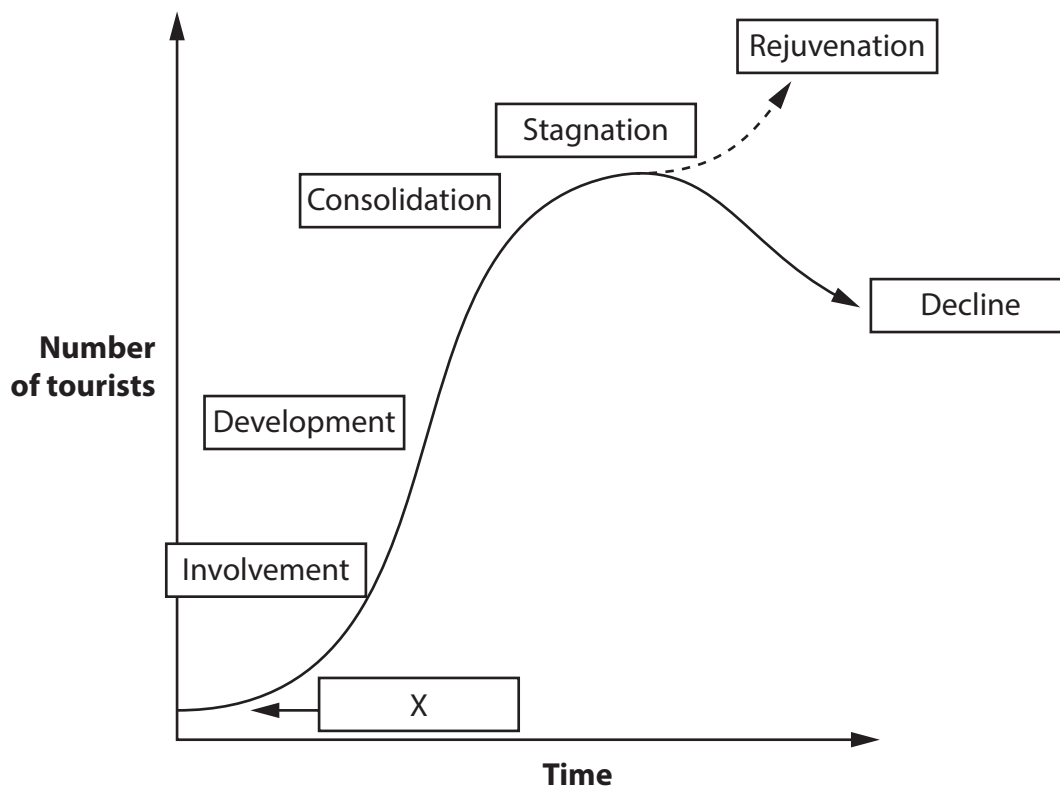 Rejuvenation
Stagnation
Consolidation
Decline
Number
of tourists
Development
Involvement
X
Time